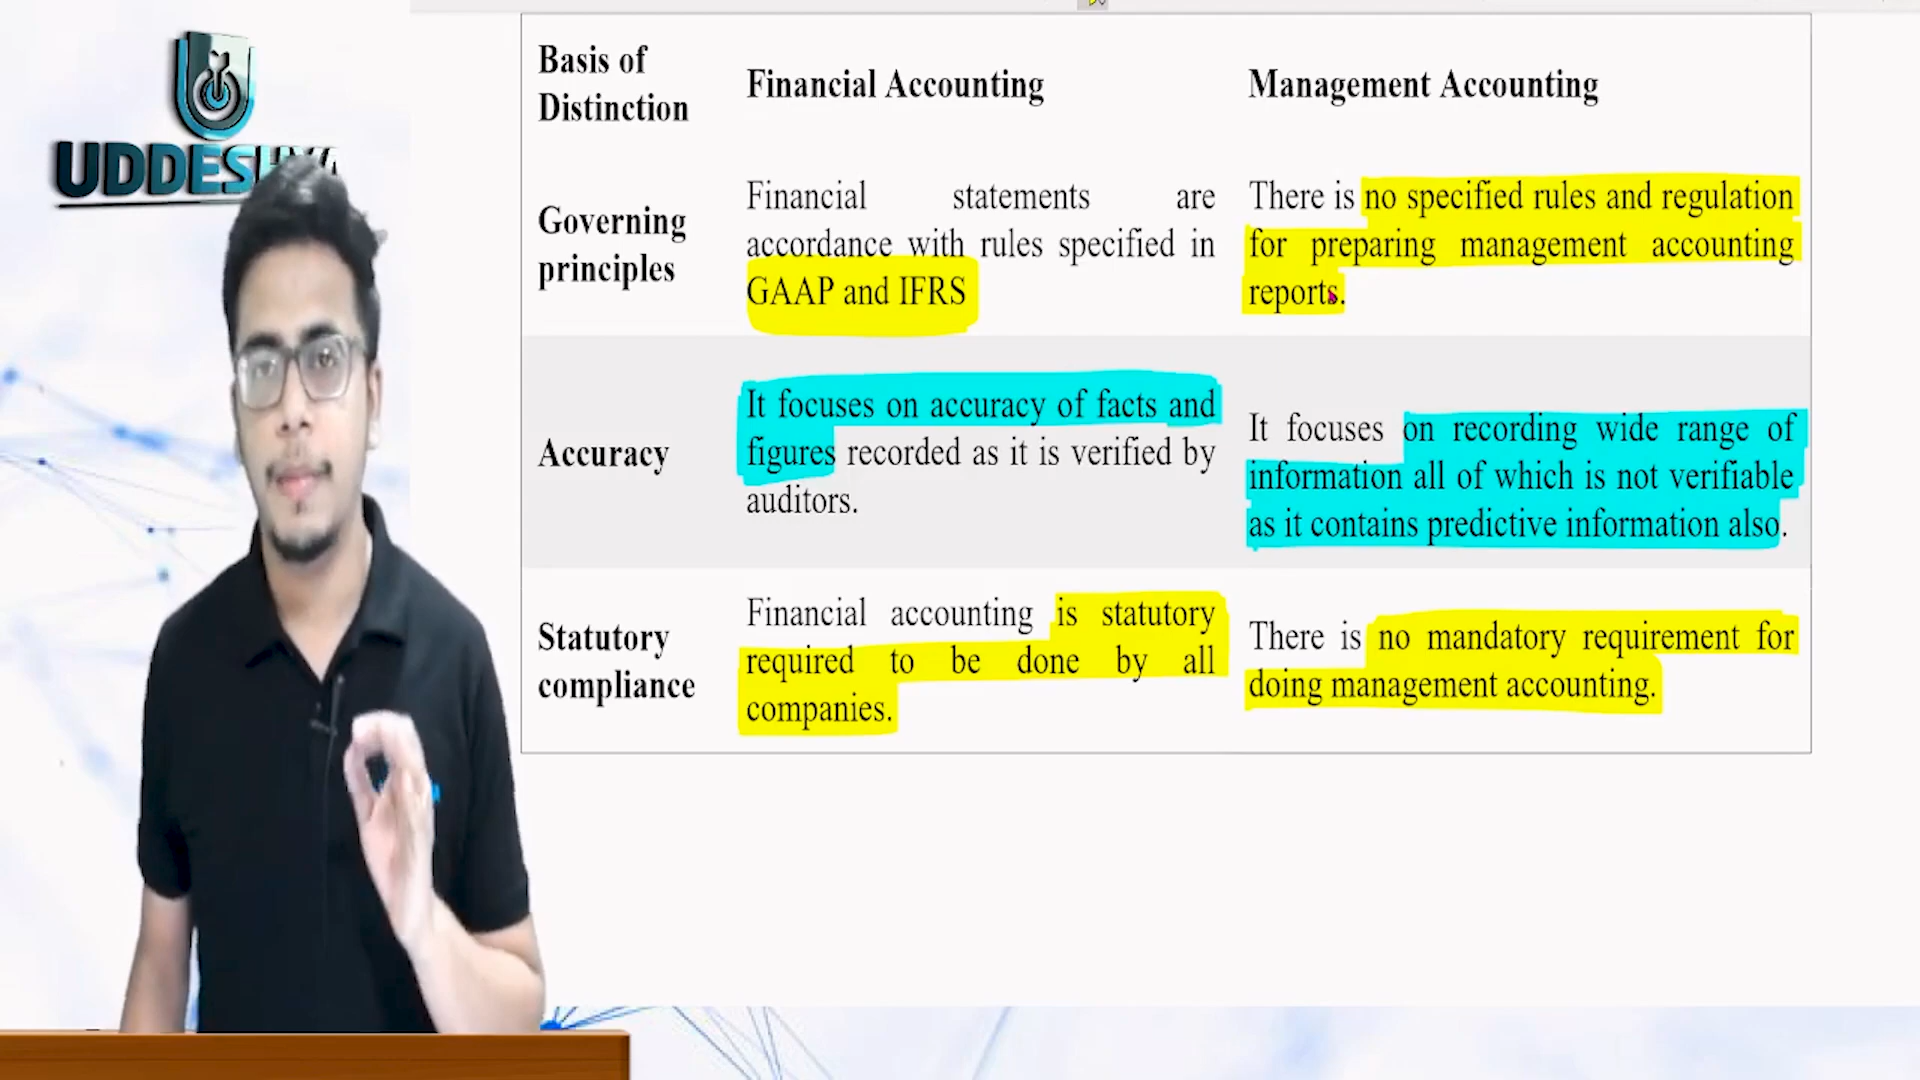 UDDESHYA
Basis of
Distinction
Financial Accounting
Management Accounting
Governing
principles
Financial statements are
accordance with rules specified in
GAAP and IFRS
There is no specified rules and regulation
for preparing management accounting
reports.
Accuracy
It focuses on accuracy of facts and
figures recorded as it is verified by
auditors.
It focuses on recording wide range of
information all of which is not verifiable
as it contains predictive information also.
Statutory
compliance
Financial accounting is statutory
required to be done by all
companies.
There is no mandatory requirement for
doing management accounting.